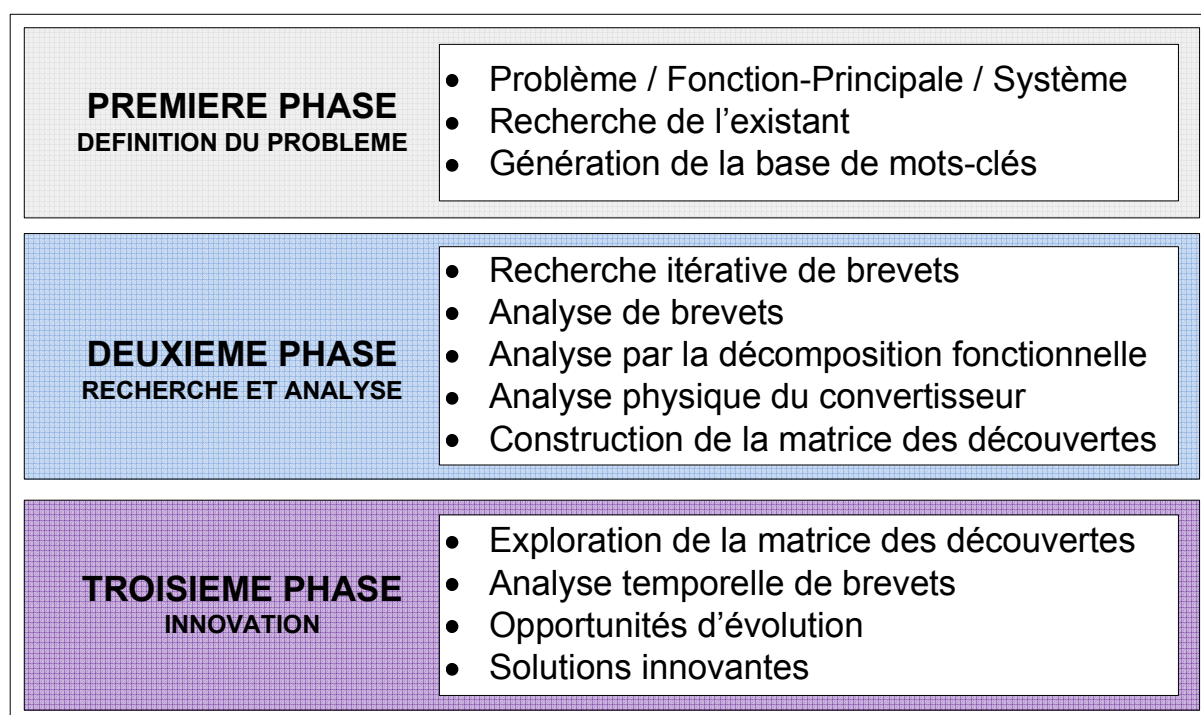 PREMIERE PHASE
DEFINITION DU PROBLEME
• Problème / Fonction-Principale / Système
• Recherche de l’existant
• Génération de la base de mots-clés
DEUXIEME PHASE
RECHERCHE ET ANALYSE
• Recherche itérative de brevets
• Analyse de brevets
• Analyse par la décomposition fonctionnelle
• Analyse physique du convertisseur
• Construction de la matrice des découvertes
TROISIEME PHASE
INNOVATION
• Exploration de la matrice des découvertes
• Analyse temporelle de brevets
• Opportunités d’évolution
• Solutions innovantes